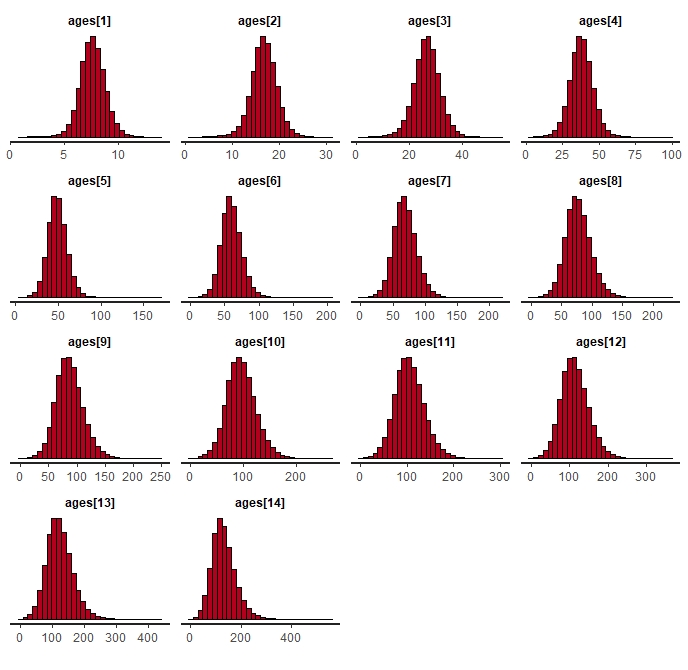 ages[1] ages[2] ages[3] ages[4]
0 5 10 0 10 20 30 0 20 40 0 25 50 75 100
ages[5] ages[6] ages[7] ages[8]
0 50 100 150 0 50 100 150 200 0 50 100 150 200 0 50 100 150 200
ages[9] ages[10] ages[11] ages[12]
0 50 100 150 200 250 0 100 200 0 100 200 300 0 100 200 300
ages[13] ages[14]
0 100 200 300 400 0 200 400